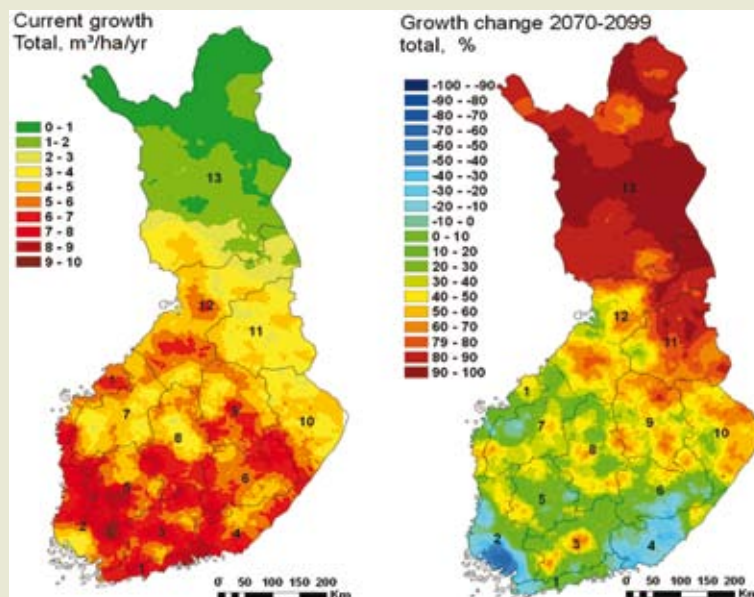 Current growth
Total, m³/ha/yr
0 - 1
1 - 2
2 - 3
3 - 4
4 - 5
5 - 6
6 - 7
7 - 8
8 - 9
9 - 10
13
12
11
1
7
8
9
10
5
6
2
3
4
1
0 50 100 150 200
Km
Growth change 2070-2099
total, %
-100 - -90
-90 - -80
-80 - -70
-70 - -60
-60 - -50
-50 - -40
-40 - -30
-30 - -20
-20 - -10
-10 - 0
0 - 10
10 - 20
20 - 30
30 - 40
40 - 50
50 - 60
60 - 70
79 - 80
80 - 90
90 - 100
13
12
11
1
7
8
9
10
5
6
2
3
4
1
0 50 100 150 200
Km